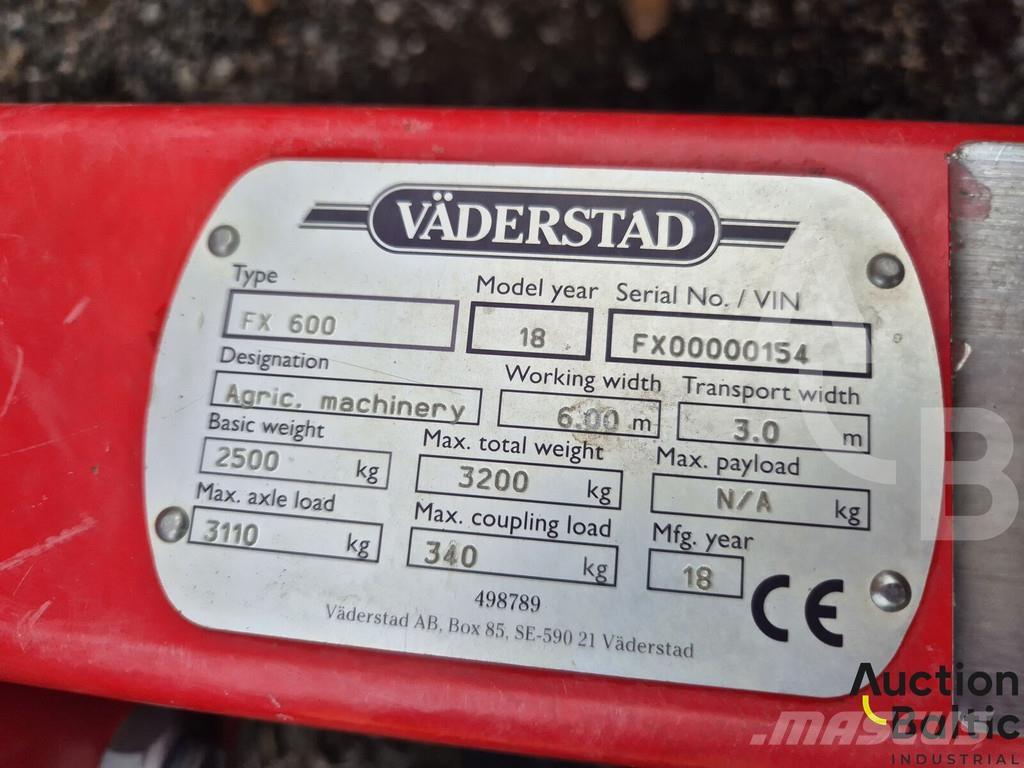 VÄDERSTAD
Type Model year Serial No. / VIN
FX 600 18 FX00000154
Designation Working width Transport width
Agric. machinery 6.00 m 3.0 m
Basic weight Max. total weight Max. payload
2500 kg 3200 kg N/A kg
Max. axle load Max. coupling load Mfg. year
3110 kg 340 kg 18
CE
498789
Väderstad AB, Box 85, SE-590 21 Väderstad
B
Auction
Baltic
INDUSTRIAL
MASCUS